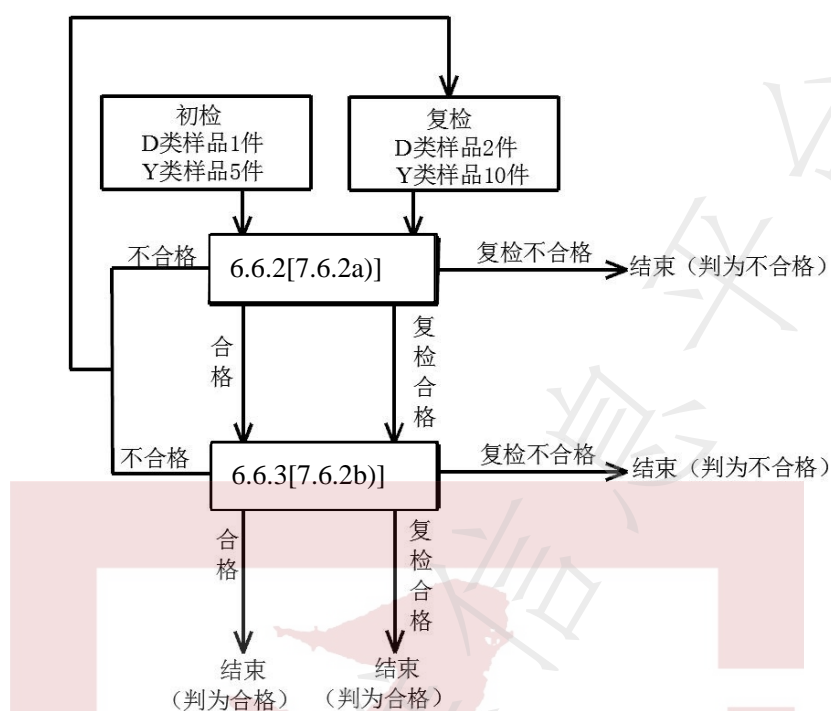 初检
D类样品1件
Y类样品5件
复检
D类样品2件
Y类样品10件
不合格
6.6.2[7.6.2a)]
复检不合格
结束（判为不合格）
合格
复检合格
不合格
6.6.3[7.6.2b)]
复检不合格
结束（判为不合格）
合格
复检合格
结束
（判为合格）
结束
（判为合格）
信息平